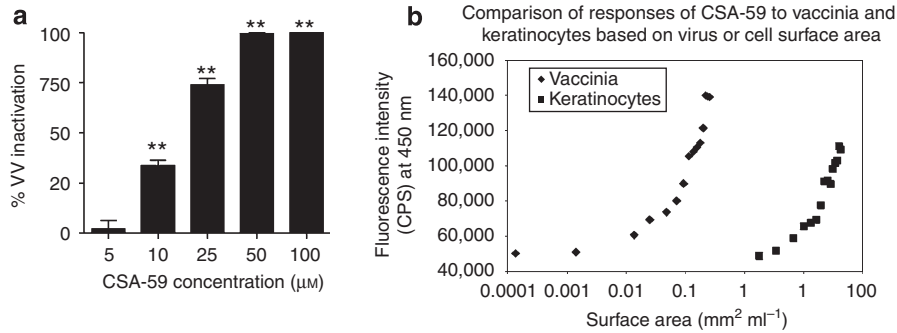 a
% VV inactivation
100
750
50
20
0
**
**
**
**
5 10 25 50 100
CSA-59 concentration (μM)
b
Comparison of responses of CSA-59 to vaccinia and
keratinocytes based on virus or cell surface area
Fluorescence intensity
(CPS) at 450 nm
160,000
140,000
120,000
100,000
80,000
60,000
40,000
Vaccinia
Keratinocytes
0.0001 0.001 0.01 0.1 1 1 100
Surface area (mm² ml⁻¹)